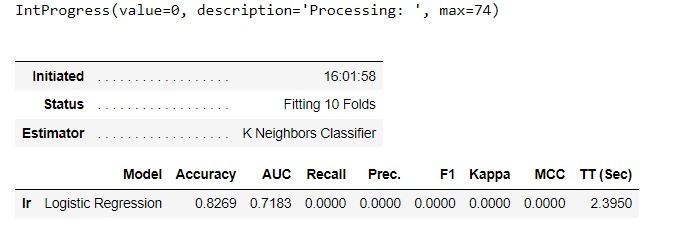 IntProgress(value=0, description='Processing: ', max=74)
Initiated . . . . . . . . . . . . . . . . . . 16:01:58
Status . . . . . . . . . . . . . . . . . . Fitting 10 Folds
Estimator . . . . . . . . . . . . . . . . . . K Neighbors Classifier
Model Accuracy AUC Recall Prec. F1 Kappa MCC TT (Sec)
lr Logistic Regression 0.8269 0.7183 0.0000 0.0000 0.0000 0.0000 0.0000 2.3950